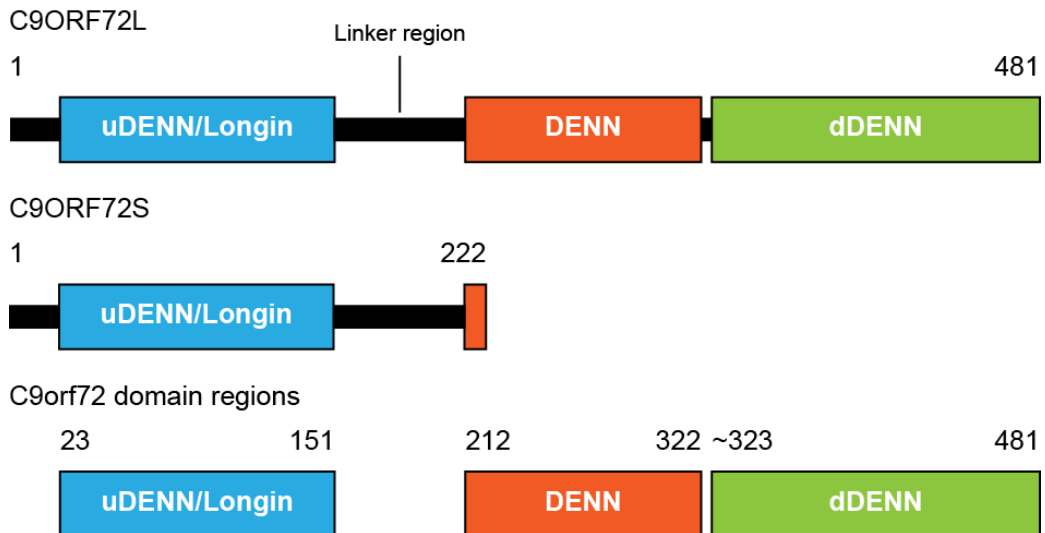 C9ORF72L
Linker region
1 481
uDENN/Longin DENN dDENN
C9ORF72S
1 222
uDENN/Longin
C9orf72 domain regions
23 151 212 322 ~323 481
uDENN/Longin DENN dDENN